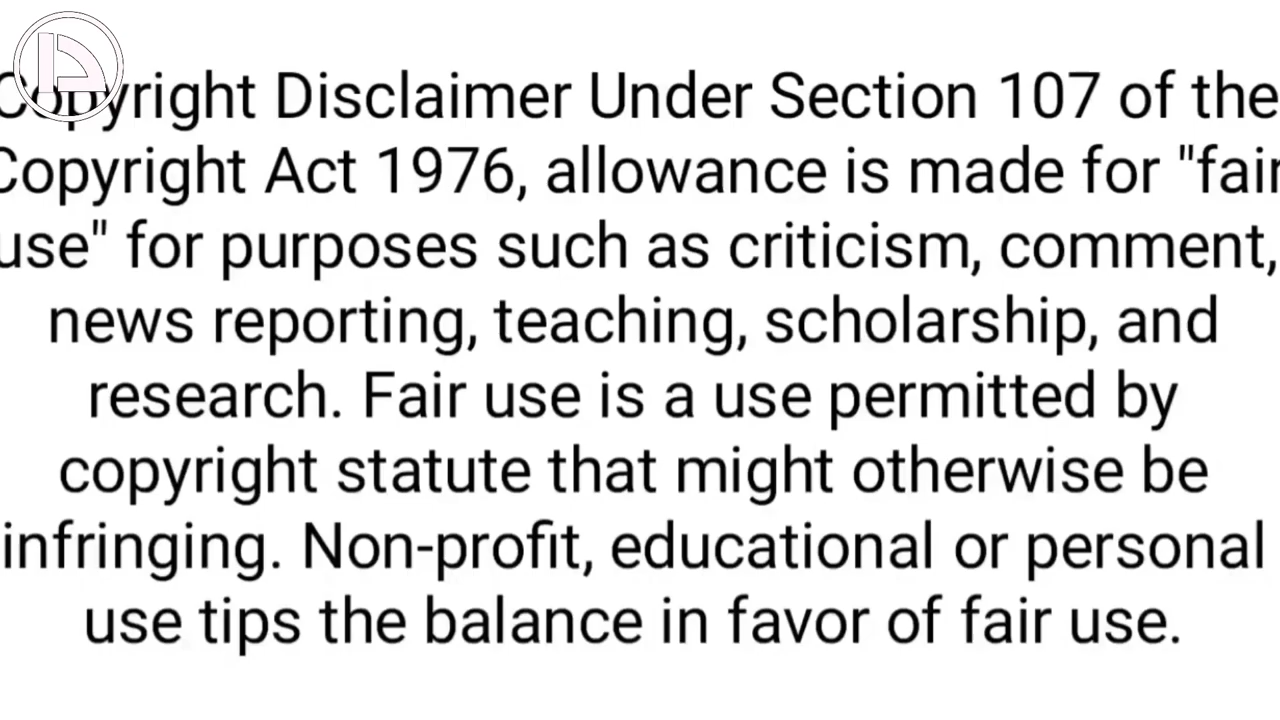 Copyright Disclaimer Under Section 107 of the
Copyright Act 1976, allowance is made for "fair
use" for purposes such as criticism, comment,
news reporting, teaching, scholarship, and
research. Fair use is a use permitted by
copyright statute that might otherwise be
infringing. Non-profit, educational or personal
use tips the balance in favor of fair use.